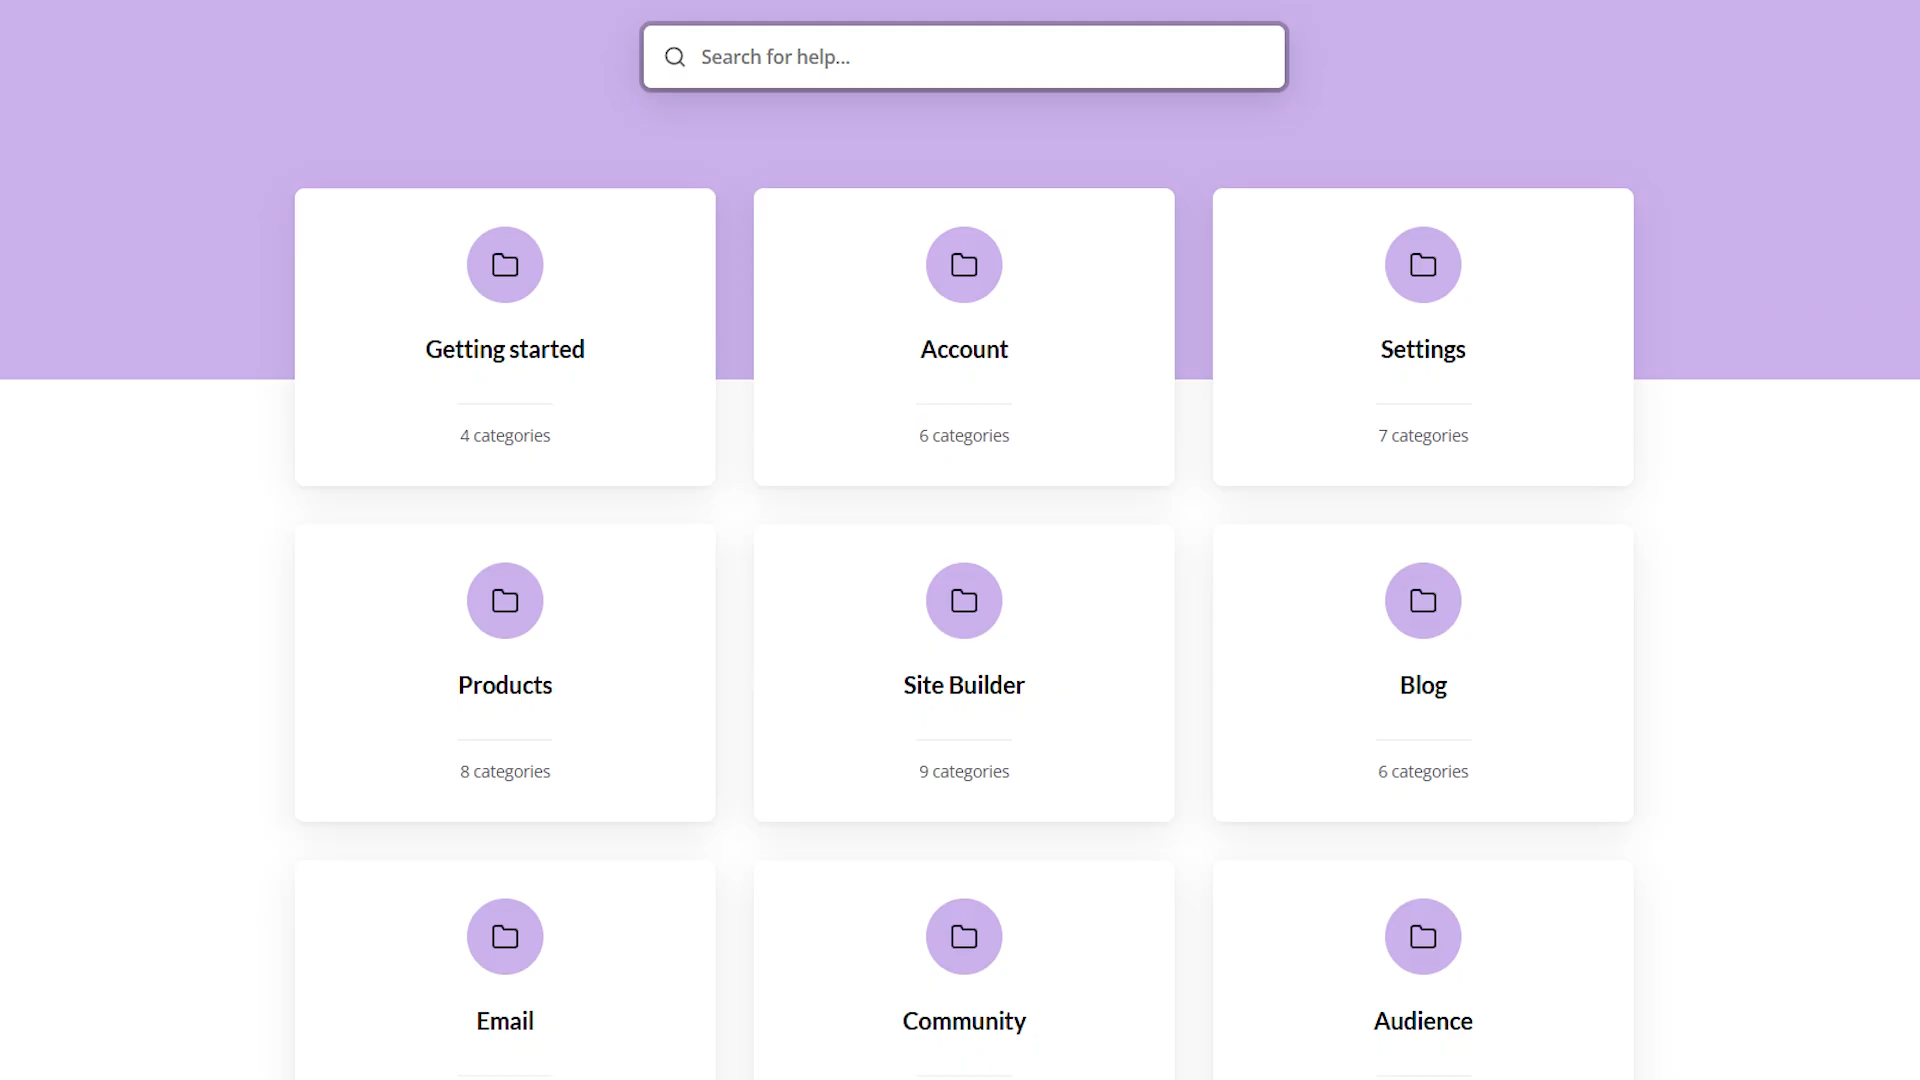 Search for help...
Getting started
4 categories
Account
6 categories
Settings
7 categories
Products
8 categories
Site Builder
9 categories
Blog
6 categories
Email
Community
Audience